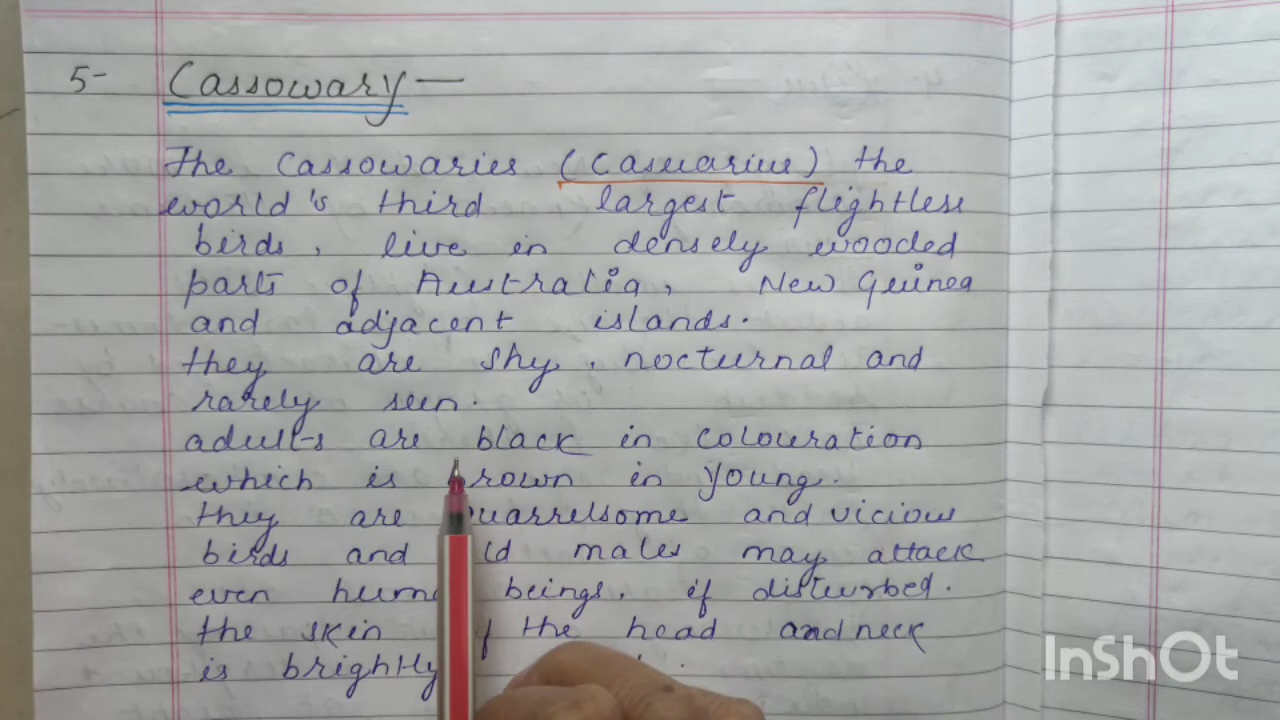 5- Cassowary —
The Cassowaries (Casuarius) the
world's third largest flightless
birds, live in densely wooded
parts of Australia, New Guinea
and adjacent islands.
they are shy, nocturnal and
rarely seen.
adults are black in colouration
which is brown in young.
they are quarrelsome and vicious
birds and males may attack
even beings, if disturbed.
the skin the head and neck
is brightly
InShOt